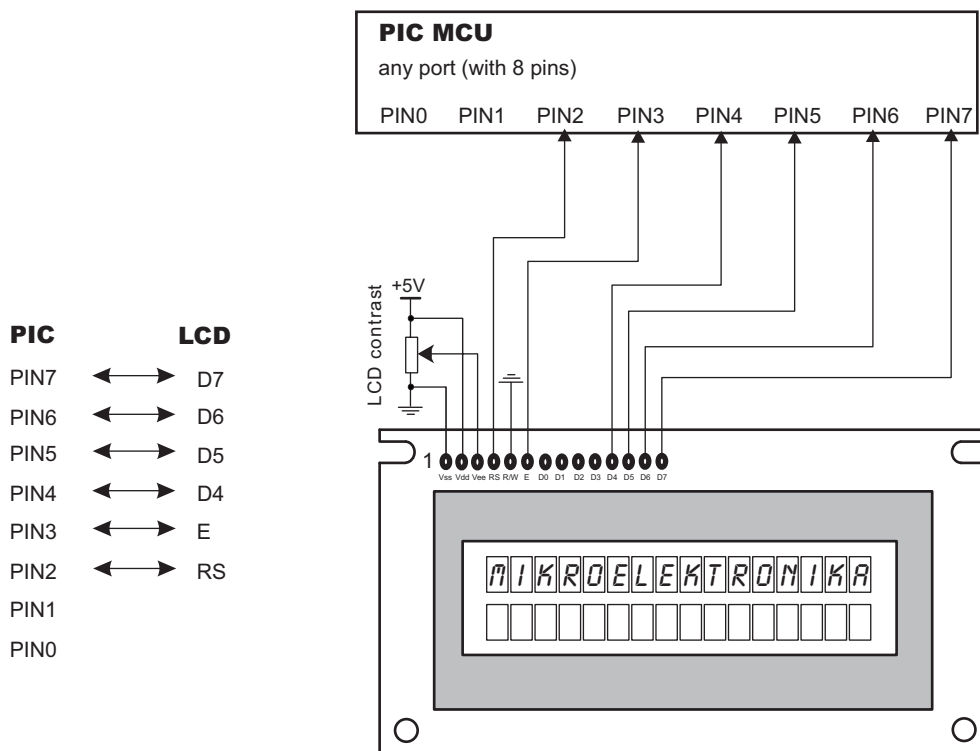 PIC MCU
any port (with 8 pins)
PIN0 PIN1 PIN2 PIN3 PIN4 PIN5 PIN6 PIN7
+5V
LCD contrast
PIC LCD
PIN7 D7
PIN6 D6
PIN5 D5
PIN4 D4
PIN3 E
PIN2 RS
PIN1
PIN0
1
Vss Vdd Vee RS R/W E D0 D1 D2 D3 D4 D5 D6 D7
MIKROELEKTRONIKA